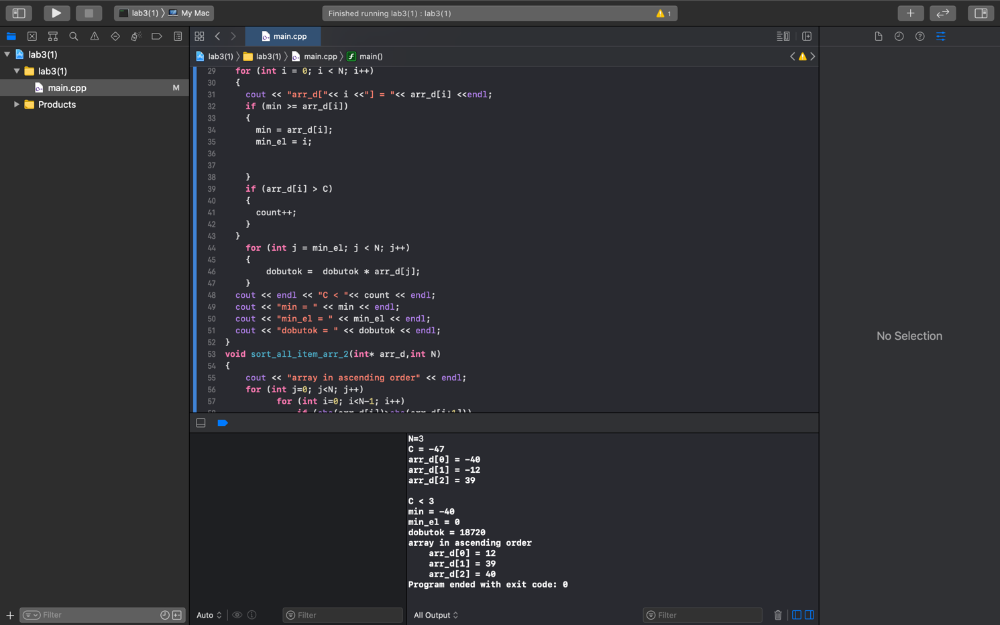 lab3(1) 〉 My Mac
Finished running lab3(1) : lab3(1)
1
main.cpp
lab3(1)
lab3(1) 〉 lab3(1) 〉 main.cpp 〉 main()
lab3(1)
main.cpp M
Products
29 for (int i = 0; i < N; i++)
30 {
31 cout << "arr_d["<< i <<"] = "<< arr_d[i] <<endl;
32 if (min >= arr_d[i])
33 {
34 min = arr_d[i];
35 min_el = i;
36
37
38 }
39 if (arr_d[i] > C)
40 {
41 count++;
42 }
43 }
44 for (int j = min_el; j < N; j++)
45 {
46 dobutok =  dobutok * arr_d[j];
47 }
48 cout << endl << "C < "<< count << endl;
49 cout << "min = " << min << endl;
50 cout << "min_el = " << min_el << endl;
51 cout << "dobutok = " << dobutok << endl;
52 }
53 void sort_all_item_arr_2(int* arr_d,int N)
54 {
55 cout << "array in ascending order" << endl;
56 for (int j=0; j<N; j++)
57 for (int i=0; i<N-1; i++)
58 if (abs(arr_d[i])>abs(arr_d[i+1]))
No Selection
N=3
C = -47
arr_d[0] = -40
arr_d[1] = -12
arr_d[2] = 39
C < 3
min = -40
min_el = 0
dobutok = 18720
array in ascending order
arr_d[0] = 12
arr_d[1] = 39
arr_d[2] = 40
Program ended with exit code: 0
Filter
Auto
Filter
All Output
Filter